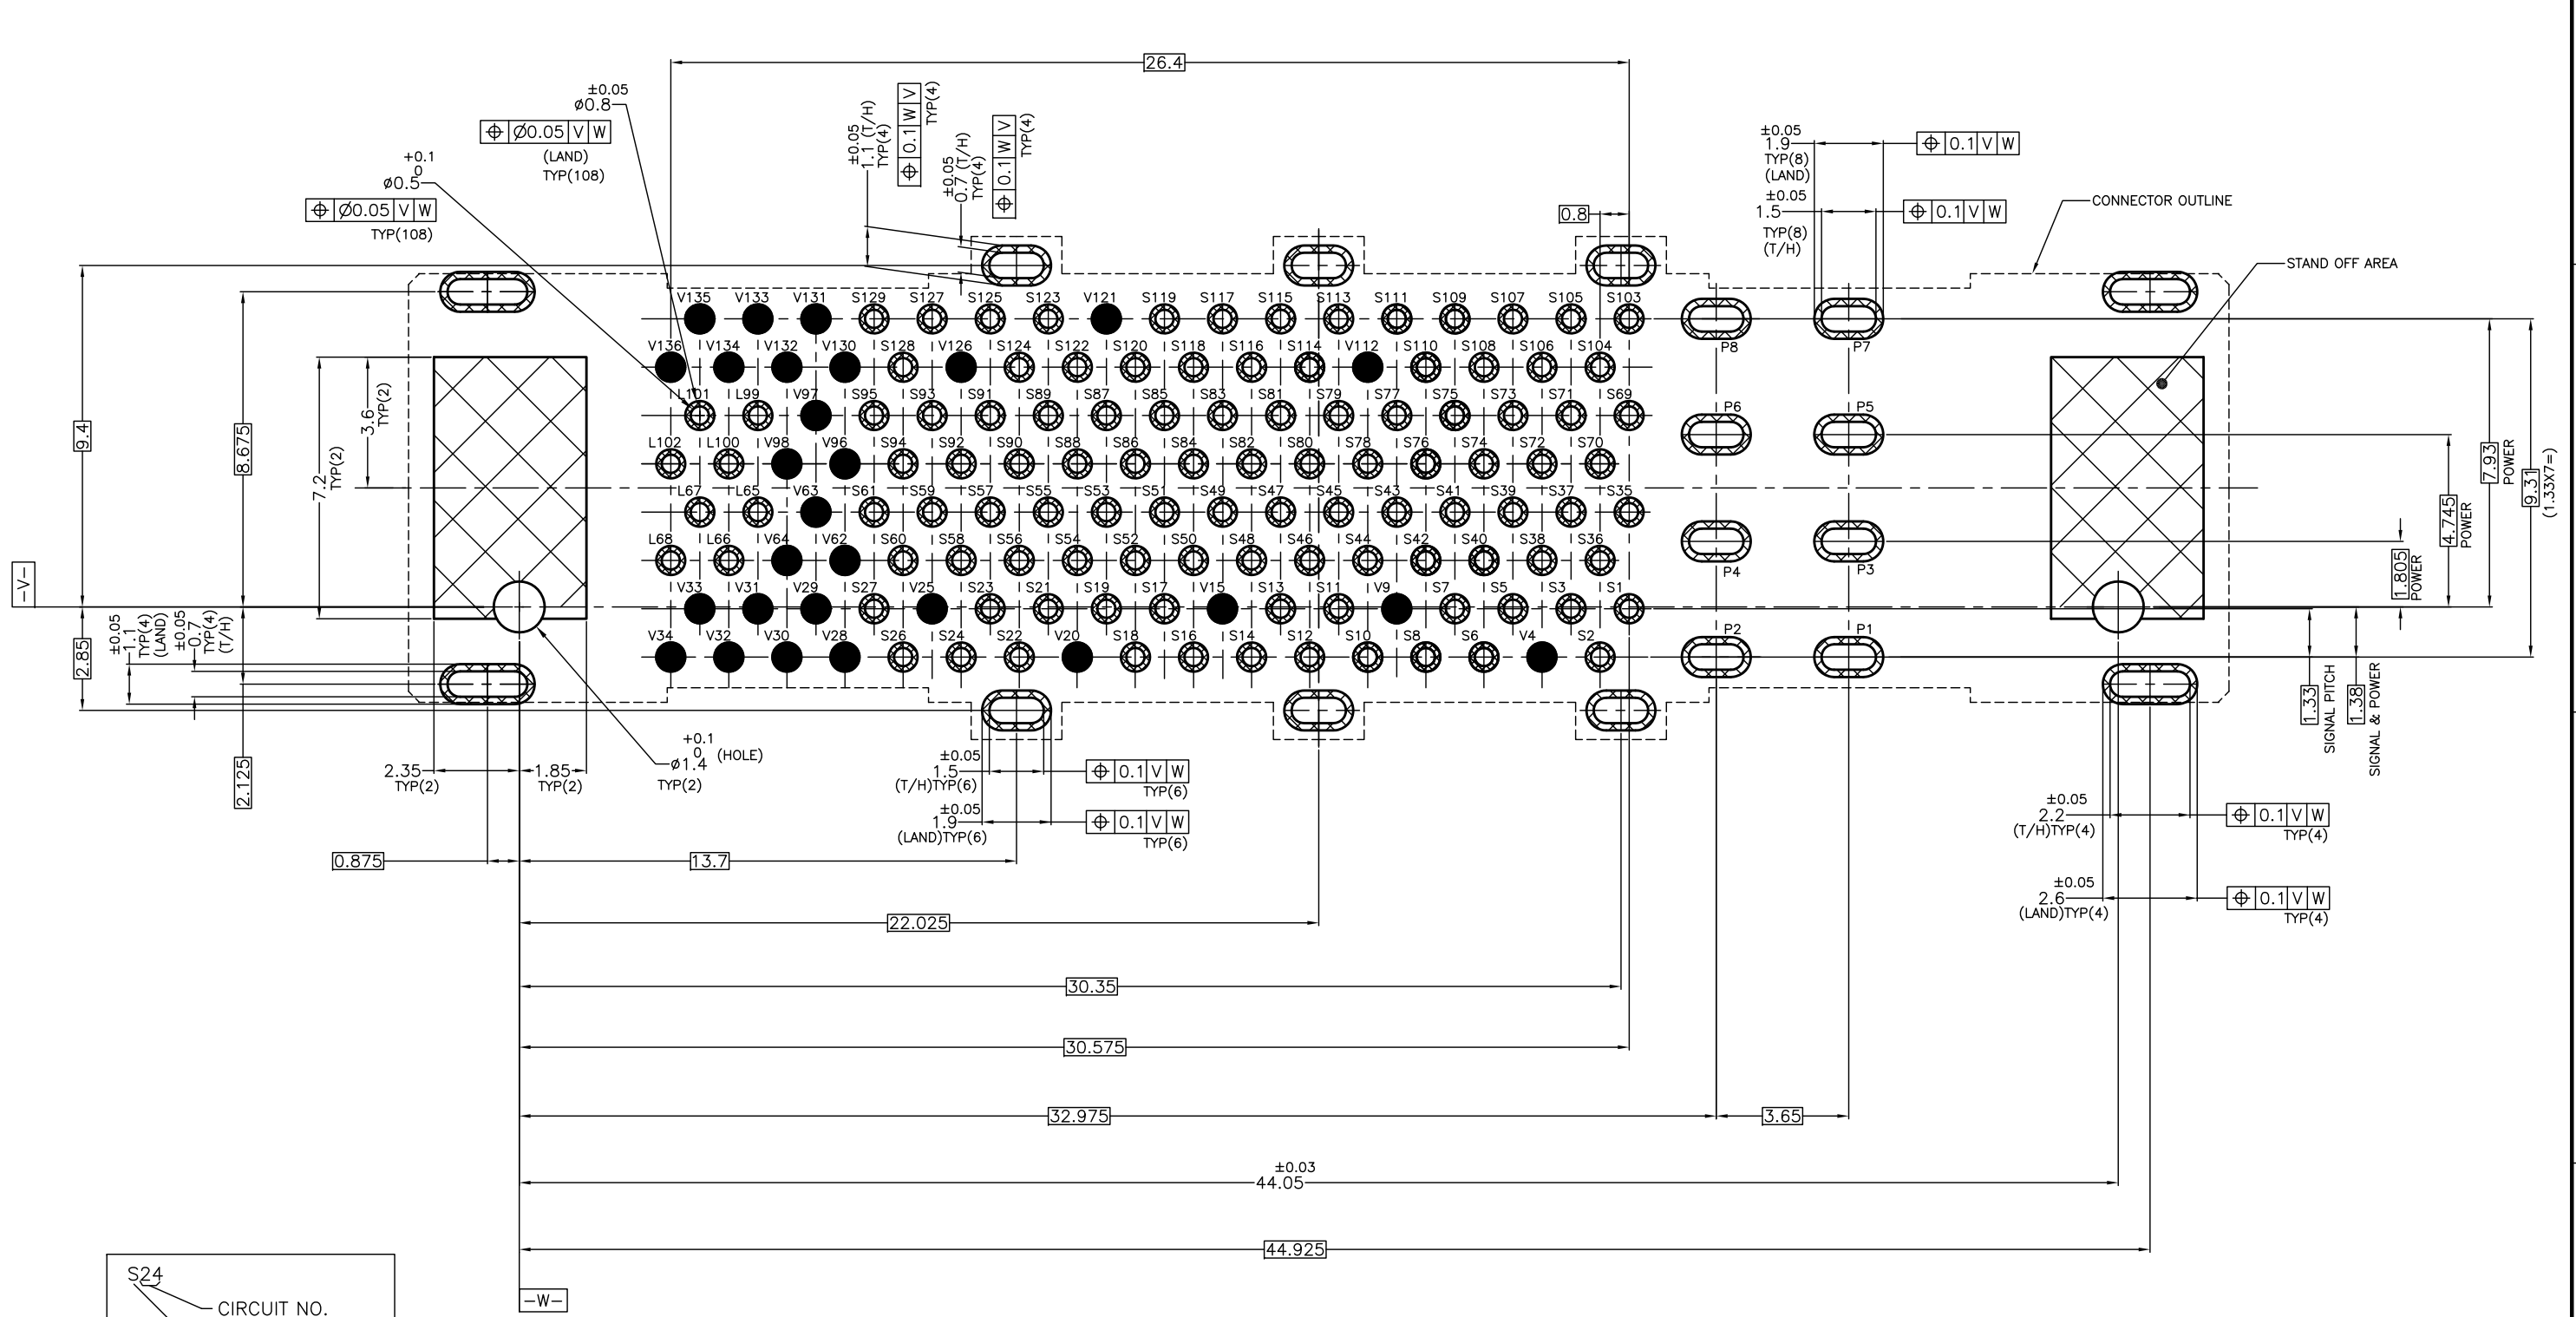 26.4
±0.05
ø0.8
⌖ Ø0.05 V W
(LAND)
TYP(108)
+0.1
0
ø0.5
⌖ Ø0.05 V W
TYP(108)
±0.05
1.1 (T/H)
TYP(4)
⌖ 0.1 W V
TYP(4)
±0.05
0.7 (T/H)
TYP(4)
⌖ 0.1 W V
TYP(4)
0.8
±0.05
1.9
TYP(8)
(LAND)
⌖ 0.1 V W
±0.05
1.5
TYP(8)
(T/H)
⌖ 0.1 V W
CONNECTOR OUTLINE
STAND OFF AREA
V135 V133 V131 S129 S127 S125 S123 V121 S119 S117 S115 S113 S111 S109 S107 S105 S103
V136 V134 V132 V130 S128 V126 S124 S122 S120 S118 S116 S114 V112 S110 S108 S106 S104
P8 P7
L101 L99 V97 S95 S93 S91 S89 S87 S85 S83 S81 S79 S77 S75 S73 S71 S69
P6 P5
L102 L100 V98 V96 S94 S92 S90 S88 S86 S84 S82 S80 S78 S76 S74 S72 S70
L67 L65 V63 S61 S59 S57 S55 S53 S51 S49 S47 S45 S43 S41 S39 S37 S35
L68 L66 V64 V62 S60 S58 S56 S54 S52 S50 S48 S46 S44 S42 S40 S38 S36
P4 P3
V33 V31 V29 S27 V25 S23 S21 S19 S17 V15 S13 S11 V9 S7 S5 S3 S1
P2 P1
V34 V32 V30 V28 S26 S24 S22 V20 S18 S16 S14 S12 S10 S8 S6 V4 S2
9.4
8.675
7.2
TYP(2)
3.6
TYP(2)
-V-
2.85
±0.05
1.1
TYP(4)
(LAND)
±0.05
0.7
TYP(4)
(T/H)
2.125
7.93
POWER
9.31
(1.33X7=)
4.745
POWER
1.805
POWER
1.33
SIGNAL PITCH
1.38
SIGNAL & POWER
2.35
TYP(2)
1.85
TYP(2)
+0.1
0
ø1.4 (HOLE)
TYP(2)
±0.05
1.5
(T/H)TYP(6)
⌖ 0.1 V W
TYP(6)
±0.05
1.9
(LAND)TYP(6)
⌖ 0.1 V W
TYP(6)
±0.05
2.2
(T/H)TYP(4)
⌖ 0.1 V W
TYP(4)
±0.05
2.6
(LAND)TYP(4)
⌖ 0.1 V W
TYP(4)
0.875
13.7
22.025
30.35
30.575
32.975
3.65
±0.03
44.05
44.925
S24
CIRCUIT NO.
-W-